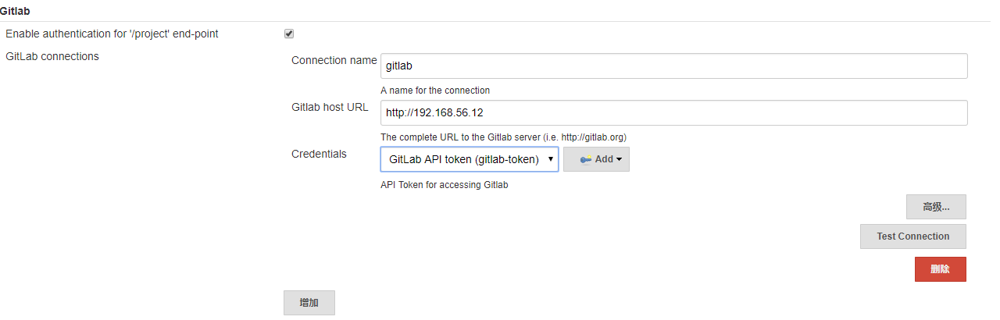 Gitlab
Enable authentication for '/project' end-point
GitLab connections
Connection name gitlab
A name for the connection
Gitlab host URL http://192.168.56.12
The complete URL to the Gitlab server (i.e. http://gitlab.org)
Credentials GitLab API token (gitlab-token) Add
API Token for accessing Gitlab
高级...
Test Connection
删除
增加